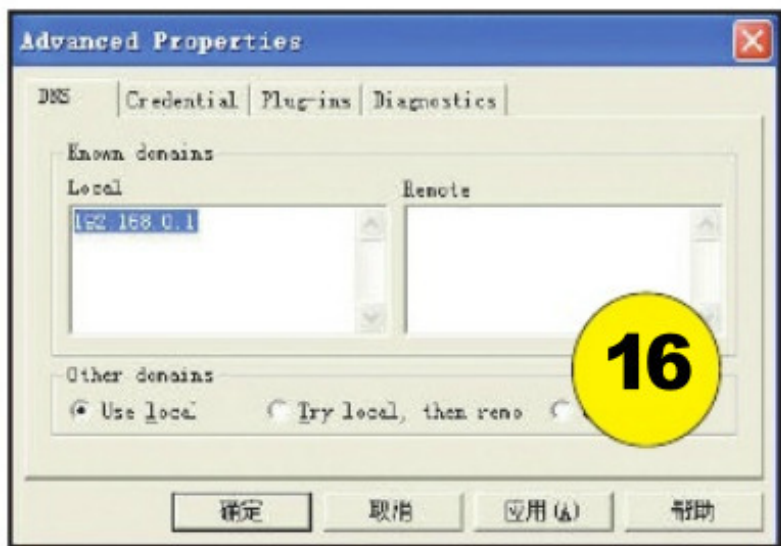 Advanced Properties
DNS Credential Plug-ins Diagnostics
Known domains
Local Remote
192.168.0.1
16
Other domains
Use local Try local, then remo
确定 取消 应用(A) 帮助